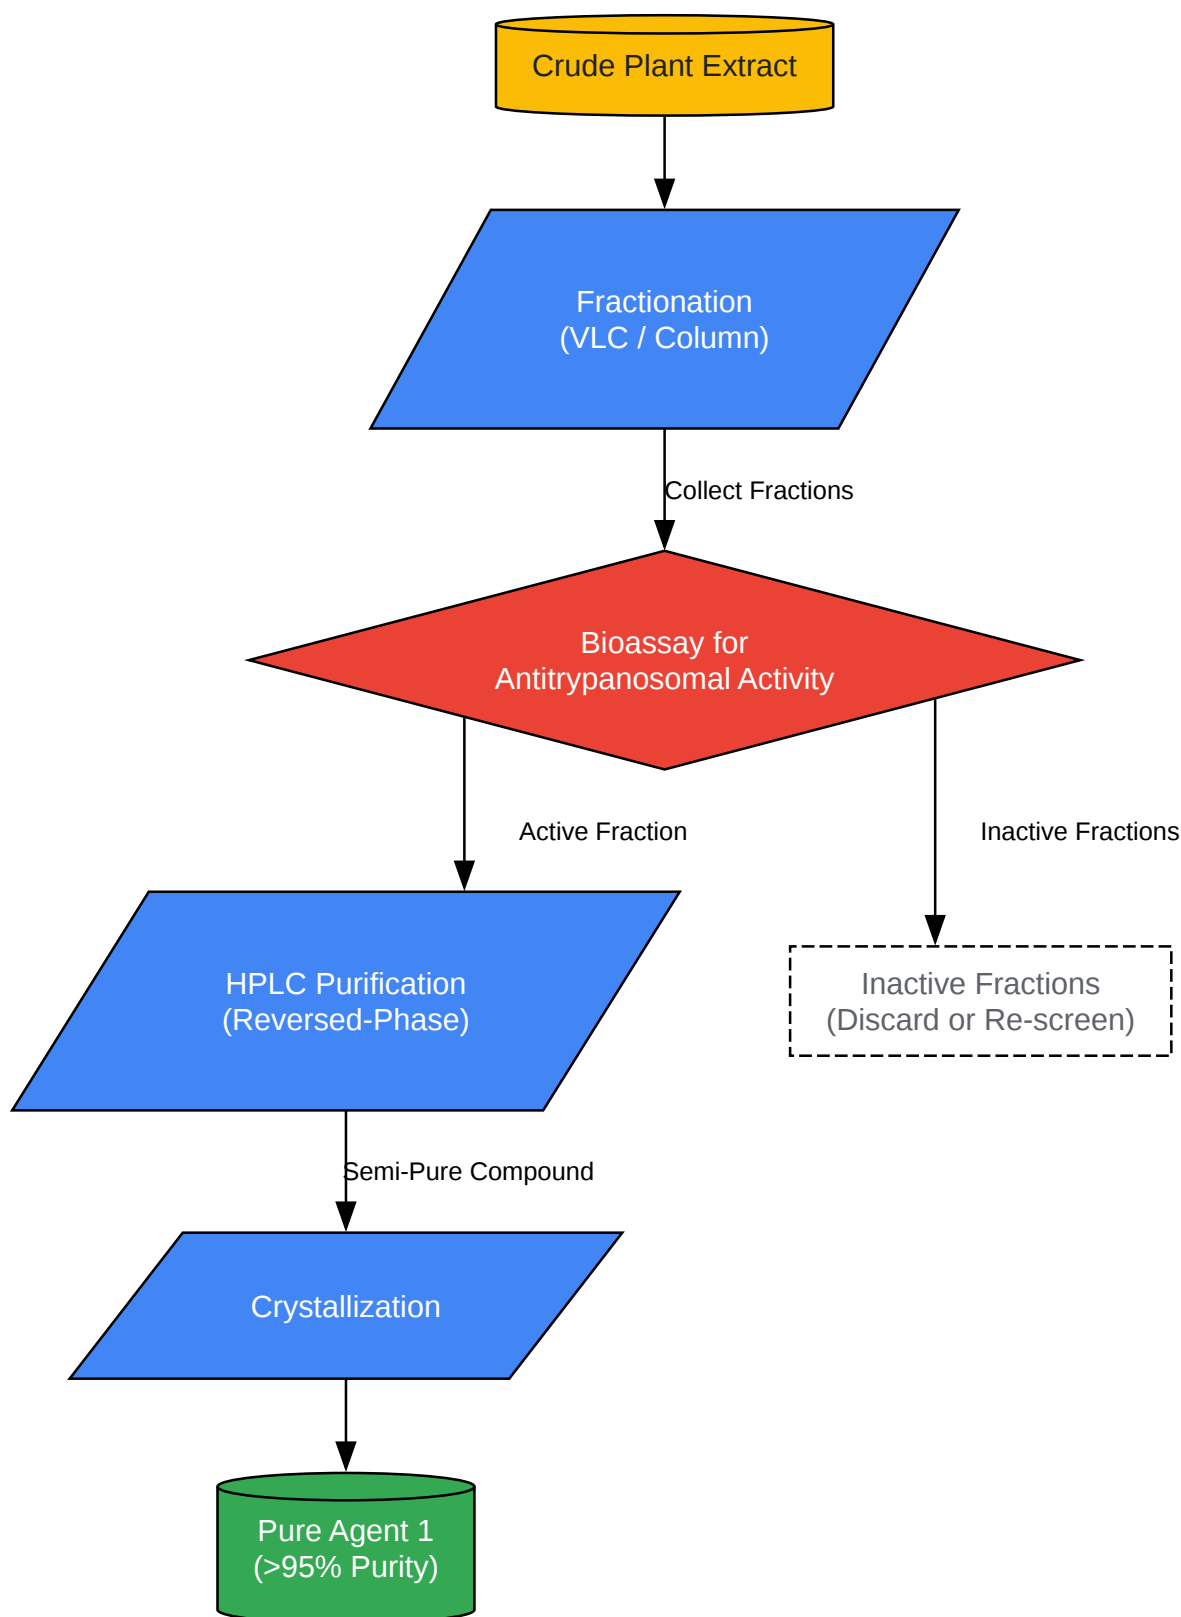 Crude Plant Extract
Fractionation
(VLC / Column)
Collect Fractions
Bioassay for
Antitrypanosomal Activity
Active Fraction
Inactive Fractions
HPLC Purification
(Reversed-Phase)
Inactive Fractions
(Discard or Re-screen)
Semi-Pure Compound
Crystallization
Pure Agent 1
(>95% Purity)